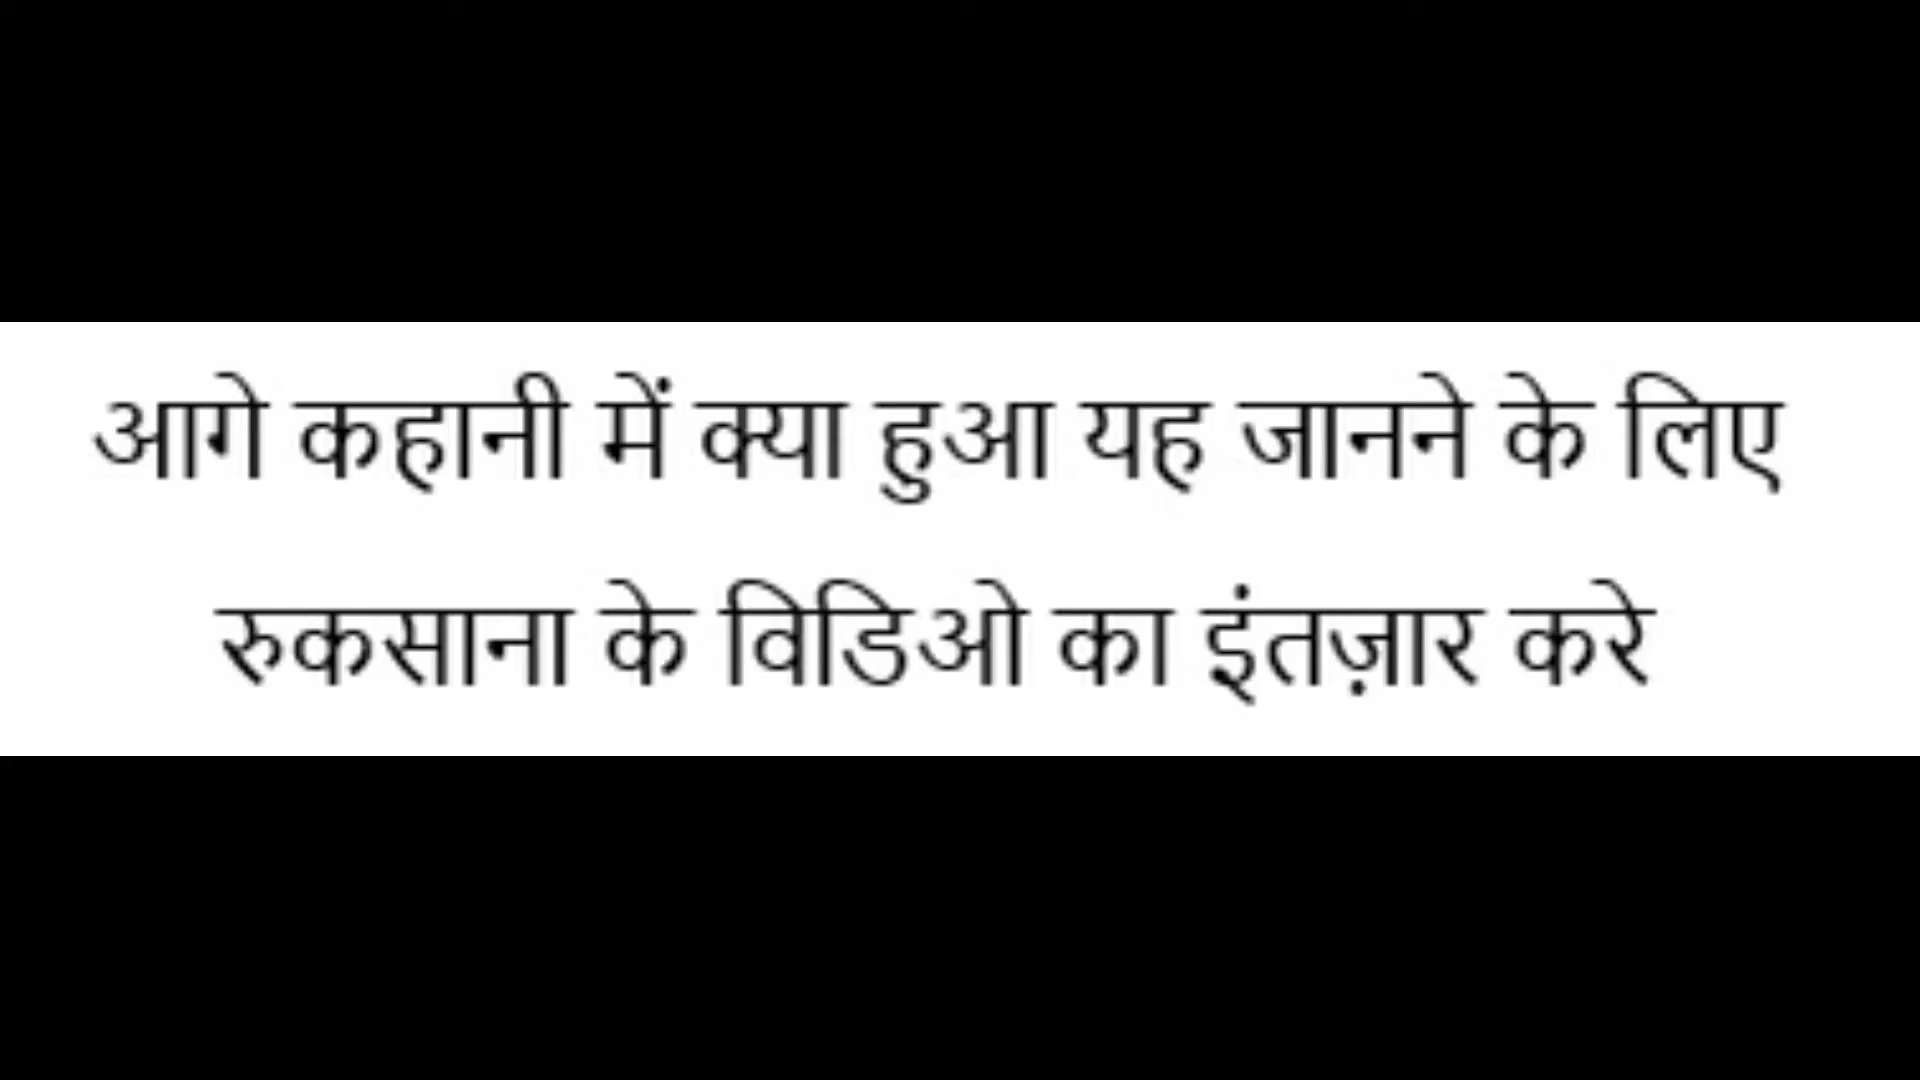 आगे कहानी में क्या हुआ यह जानने के लिए
रुकसाना के विडिओ का इंतज़ार करे